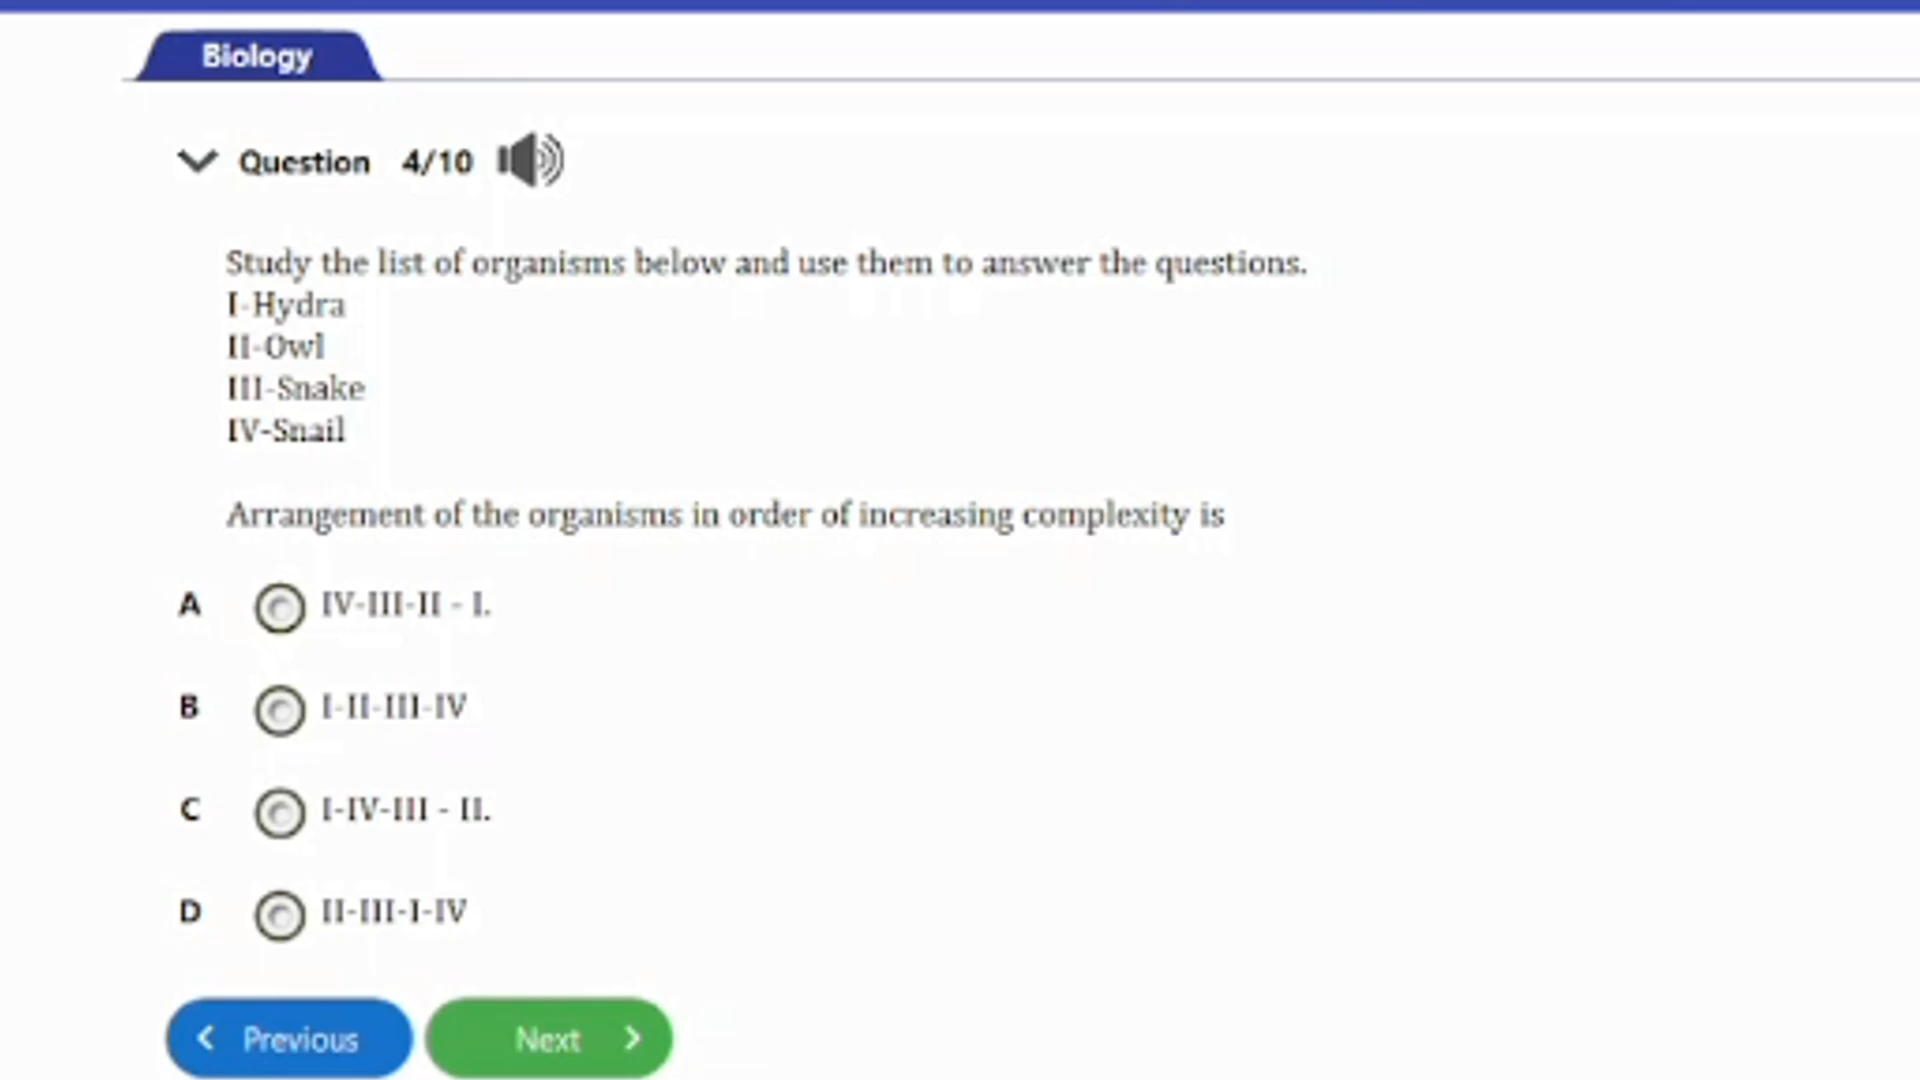 Biology
Question 4/10
Study the list of organisms below and use them to answer the questions.
I-Hydra
II-Owl
III-Snake
IV-Snail
Arrangement of the organisms in order of increasing complexity is
A IV-III-II - I.
B I-II-III-IV
C I-IV-III - II.
D II-III-I-IV
Previous Next